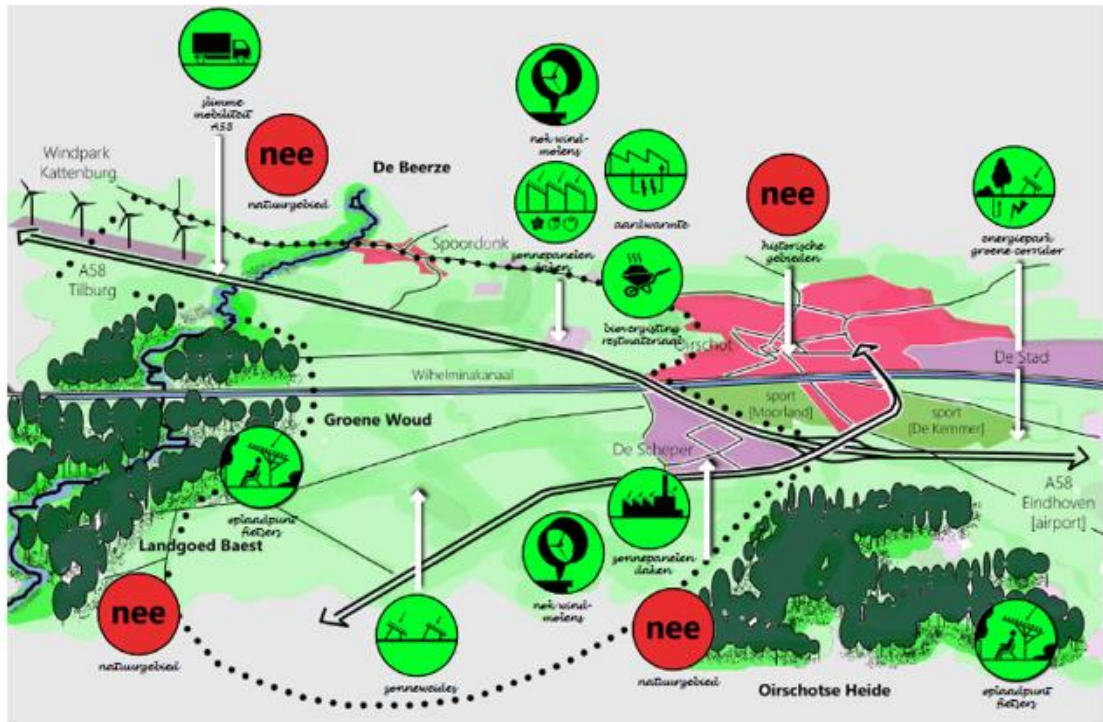 slimme
mobiliteit
A58
nee
natuurgebied
De Beerze
Windpark
Kattenburg
nok wind-
molens
aardwarmte
zonnepanelen
daken
Spoordonk
nee
historische
gebieden
energiepark
groene corridor
A58
Tilburg
biovergisting
restmateriaal
Oirschot
De Stad
Wilhelminakanaal
sport
[Moorland]
sport
[De Kemmer]
Groene Woud
De Scheper
A58
Eindhoven
[airport]
oplaadpunt
fietsers
Landgoed Baest
zonnepanelen
daken
nok wind-
molens
nee
natuurgebied
zonneweides
nee
natuurgebied
Oirschotse Heide
oplaadpunt
fietsers